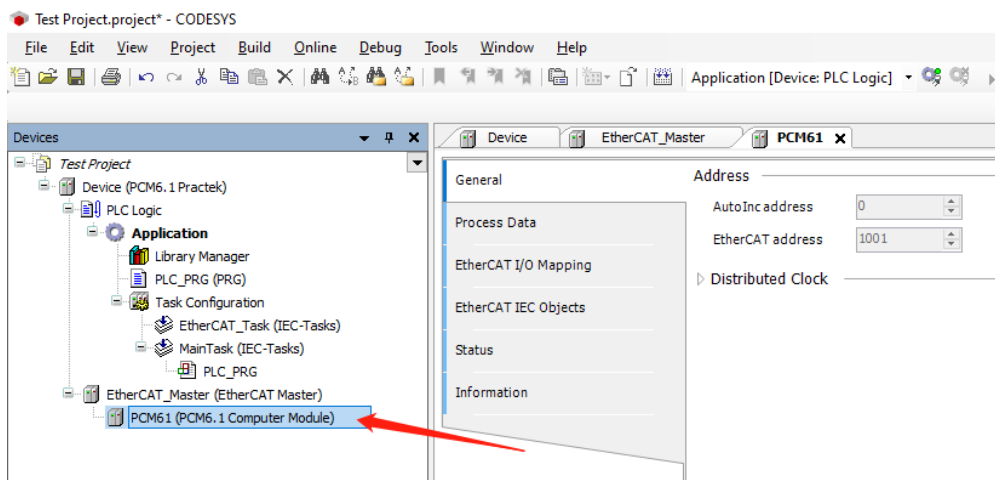 Test Project.project* - CODESYS
File Edit View Project Build Online Debug Tools Window Help
Application [Device: PLC Logic]
Devices
Device
EtherCAT_Master
PCM61
Test Project
Device (PCM6.1 Practek)
PLC Logic
Application
Library Manager
PLC_PRG (PRG)
Task Configuration
EtherCAT_Task (IEC-Tasks)
MainTask (IEC-Tasks)
PLC_PRG
EtherCAT_Master (EtherCAT Master)
PCM61 (PCM6.1 Computer Module)
General
Process Data
EtherCAT I/O Mapping
EtherCAT IEC Objects
Status
Information
Address
AutoInc address 0
EtherCAT address 1001
Distributed Clock